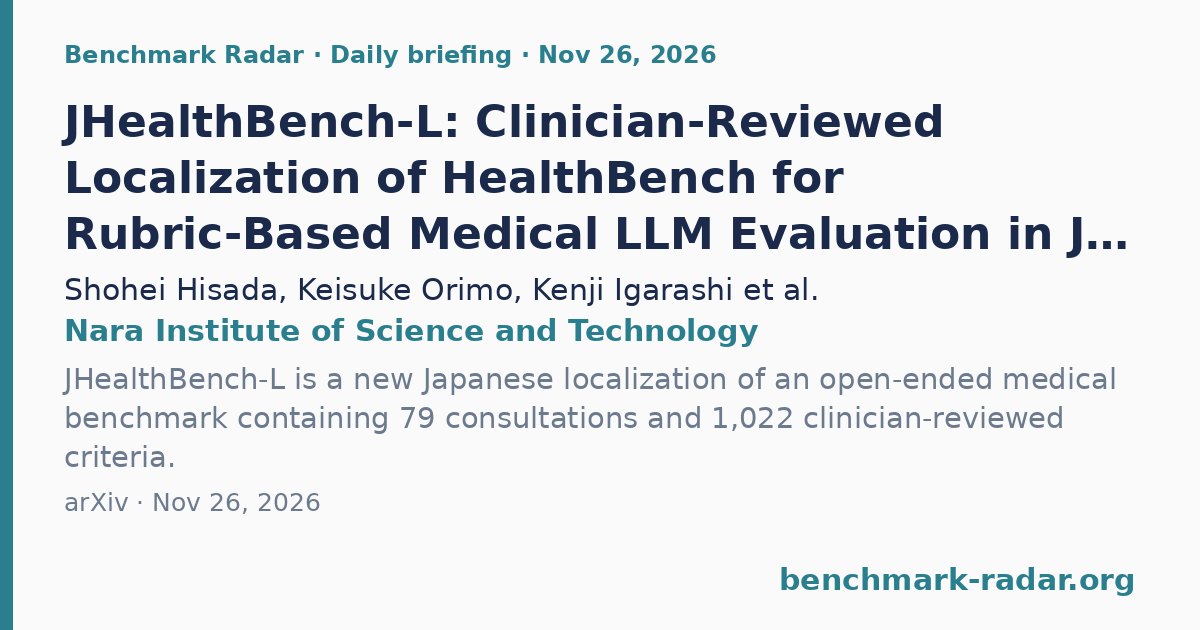 Benchmark Radar · Daily briefing · Nov 26, 2026
JHealthBench-L: Clinician-Reviewed
Localization of HealthBench for
Rubric-Based Medical LLM Evaluation in J…
Shohei Hisada, Keisuke Orimo, Kenji Igarashi et al.
Nara Institute of Science and Technology
JHealthBench-L is a new Japanese localization of an open-ended medical
benchmark containing 79 consultations and 1,022 clinician-reviewed
criteria.
arXiv · Nov 26, 2026
benchmark-radar.org